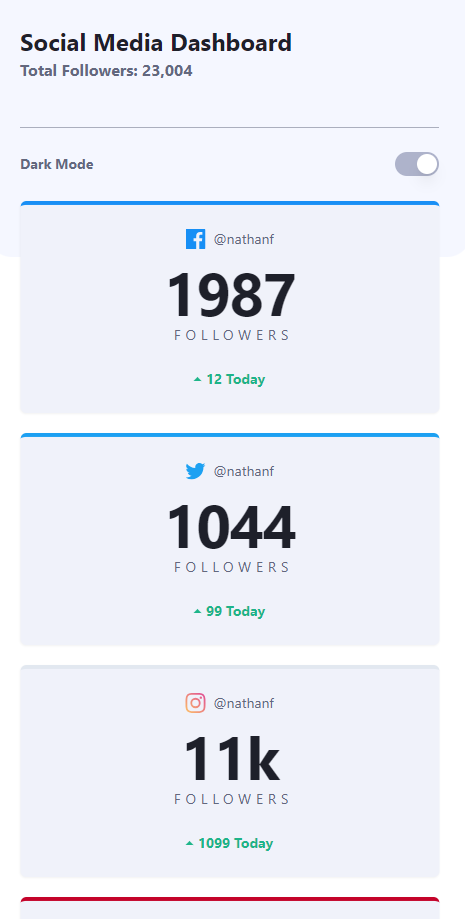 Social Media Dashboard
Total Followers: 23,004
Dark Mode
@nathanf
1987
FOLLOWERS
12 Today
@nathanf
1044
FOLLOWERS
99 Today
@nathanf
11k
FOLLOWERS
1099 Today